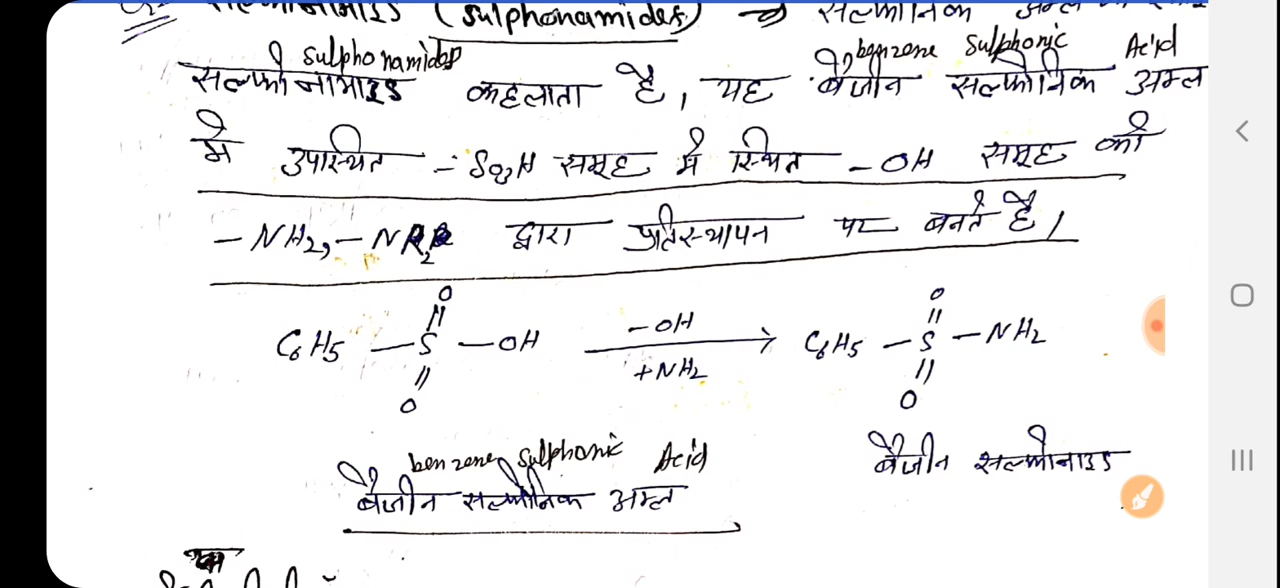 (sulphonamides) → सल्फोनिक
sulphonamides benzene sulphonic Acid
सल्फोनामाइड कहलाता है, यह बेंजीन सल्फोनिक अम्ल
मे उपस्थित -SO3H समूह मे स्थित -OH समूह को
-NH2, -NR2 द्वारा प्रतिस्थापन पर बनते है।
O O
C6H5 -S -OH -OH C6H5 -S -NH2
+NH2
O O
benzene sulphonic Acid
बेंजीन सल्फोनिक अम्ल बेंजीन सल्फोनाइड